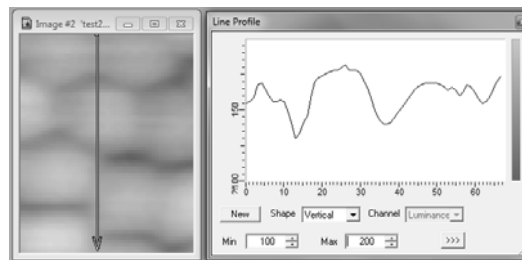 Image #2 'test2...
Line Profile
150
0 10 20 30 40 50 60
New Shape Vertical Channel Luminance
Min 100 Max 200 >>>